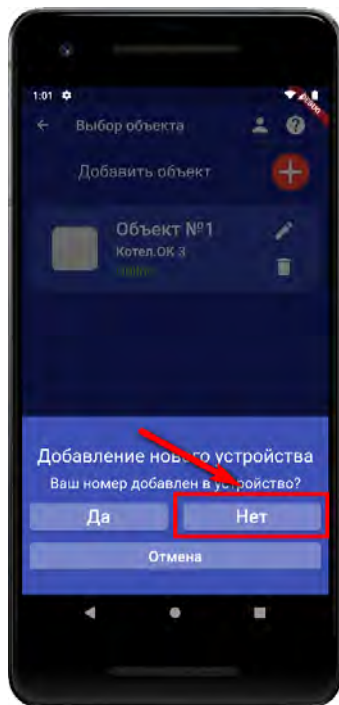 1:01
Выбор объекта
Добавить объект
Объект №1
Котел.OK 3
Добавление нового устройства
Ваш номер добавлен в устройство?
Да
Нет
Отмена